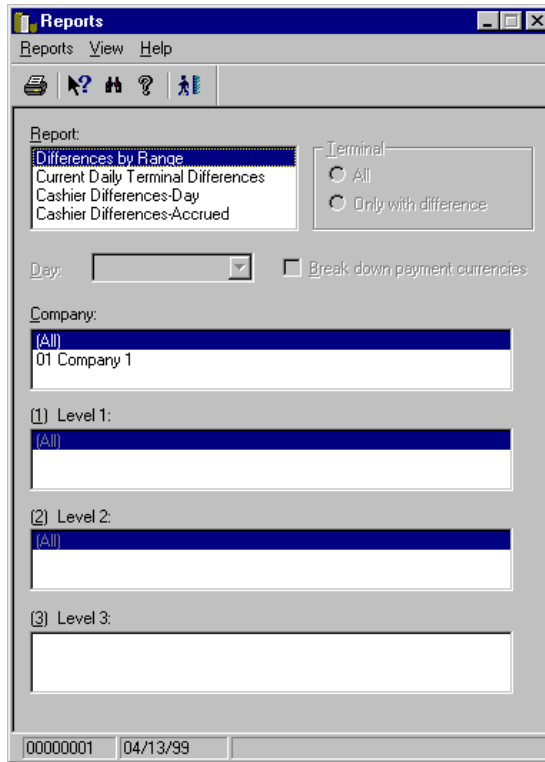 Reports
Reports View Help
Report:
Differences by Range
Current Daily Terminal Differences
Cashier Differences-Day
Cashier Differences-Accrued
Terminal
All
Only with difference
Day:
Break down payment currencies
Company:
(All)
01 Company 1
(1) Level 1:
(All)
(2) Level 2:
(All)
(3) Level 3:
00000001 04/13/99